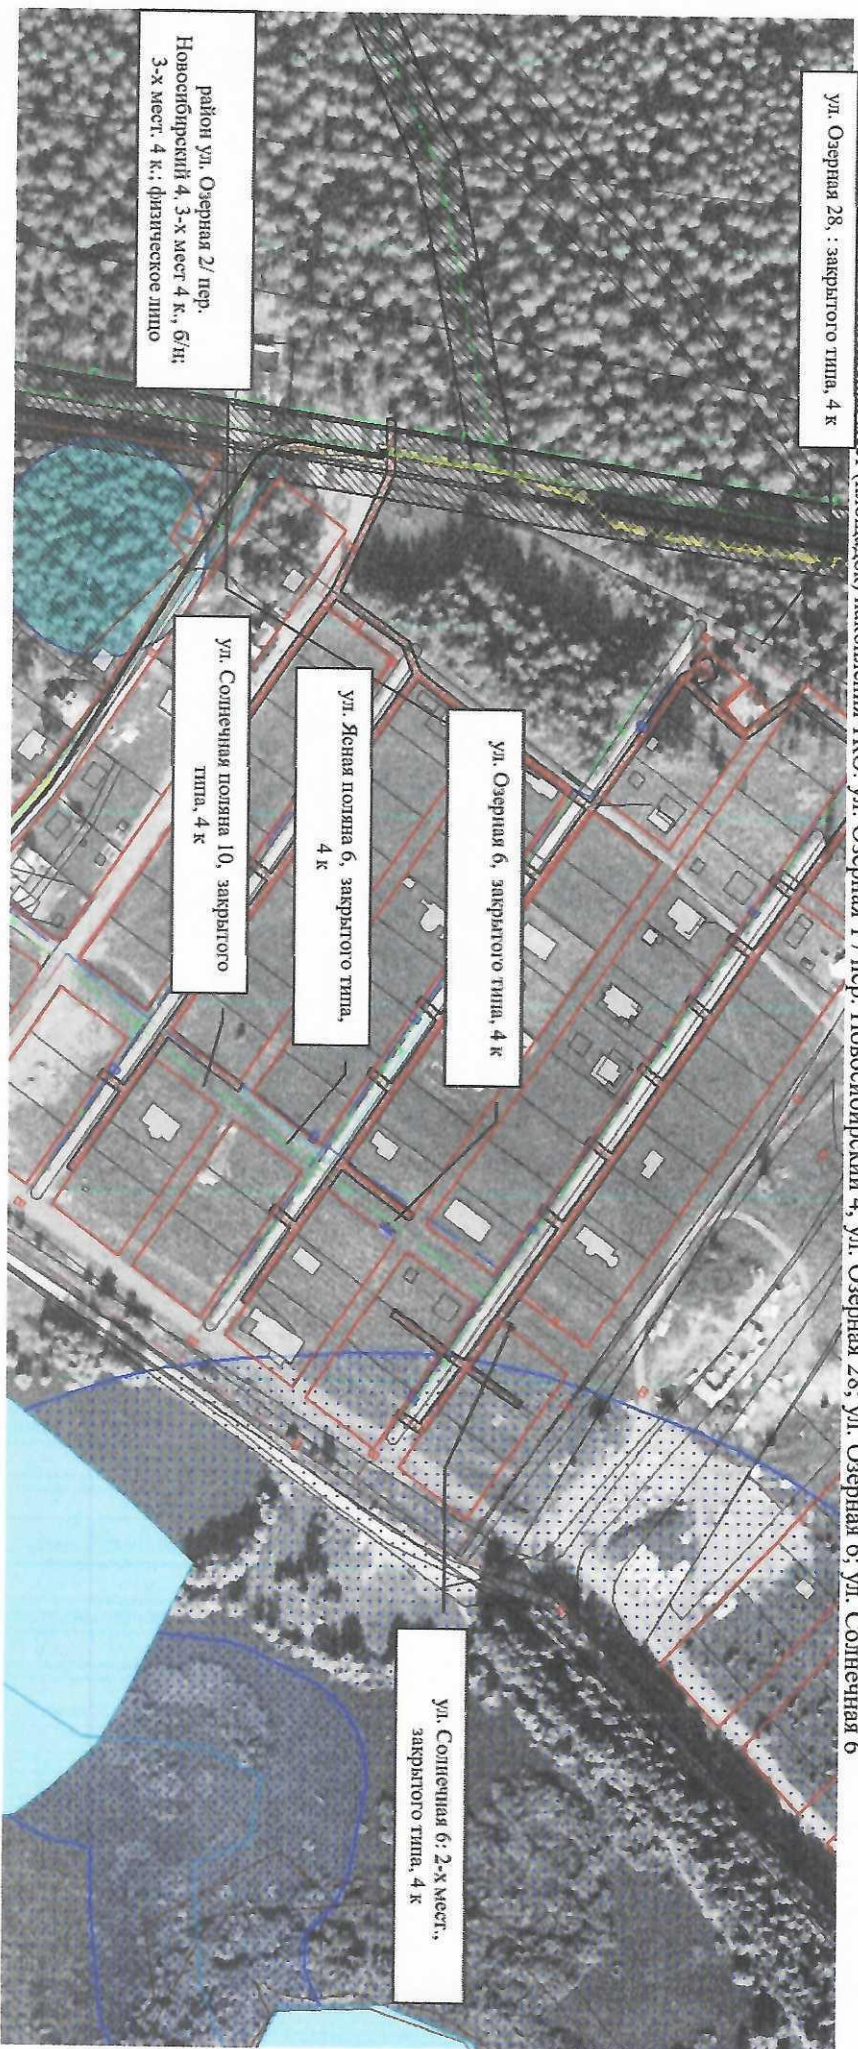 ул. Озерная 1 / пер. Новосибирский 4, ул. Озерная 28, ул. Озерная 6, ул. Солнечная 6
ул. Озерная 28, : закрытого типа, 4 к
район ул. Озерная 2/ пер.
Новосибирский 4, 3-х мест 4 к., б/н;
3-х мест. 4 к.; физическое лицо
ул. Озерная 6, закрытого типа, 4 к
ул. Ясная поляна 6, закрытого типа,
4 к
ул. Солнечная поляна 10, закрытого
типа, 4 к
ул. Солнечная 6: 2-х мест.,
закрытого типа, 4 к